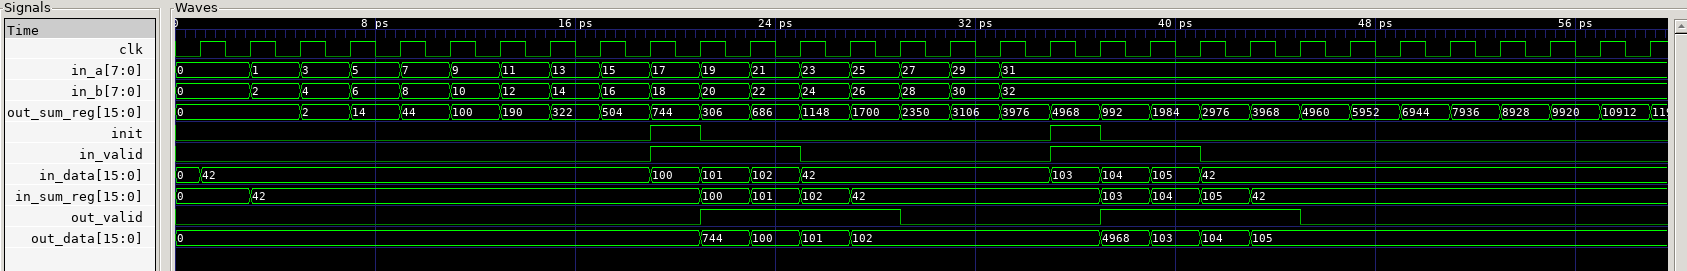 Signals Waves
Time 0 8 ps 16 ps 24 ps 32 ps 40 ps 48 ps 56 ps
clk
in_a[7:0] 0 1 3 5 7 9 11 13 15 17 19 21 23 25 27 29 31
in_b[7:0] 0 2 4 6 8 10 12 14 16 18 20 22 24 26 28 30 32
out_sum_reg[15:0] 0 2 14 44 100 190 322 504 744 306 686 1148 1700 2350 3106 3976 4968 992 1984 2976 3968 4960 5952 6944 7936 8928 9920 10912 119
init
in_valid
in_data[15:0] 0 42 100 101 102 42 103 104 105 42
in_sum_reg[15:0] 0 42 100 101 102 42 103 104 105 42
out_valid
out_data[15:0] 0 744 100 101 102 4968 103 104 105